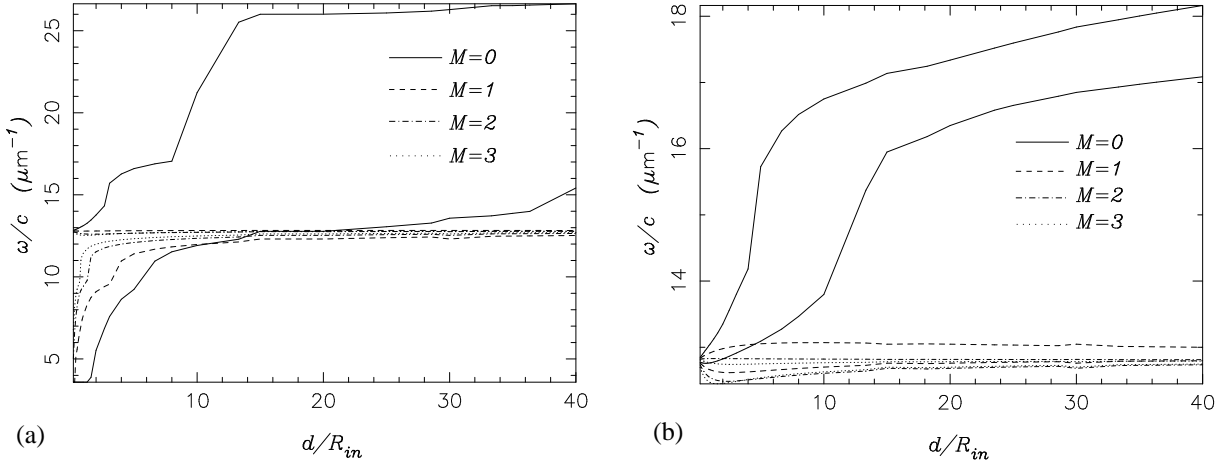 25
20
15
10
5
ω/c (μm⁻¹)
M=0
M=1
M=2
M=3
10
20
30
40
d/R_in
(a)
18
16
14
ω/c (μm⁻¹)
M=0
M=1
M=2
M=3
10
20
30
40
d/R_in
(b)